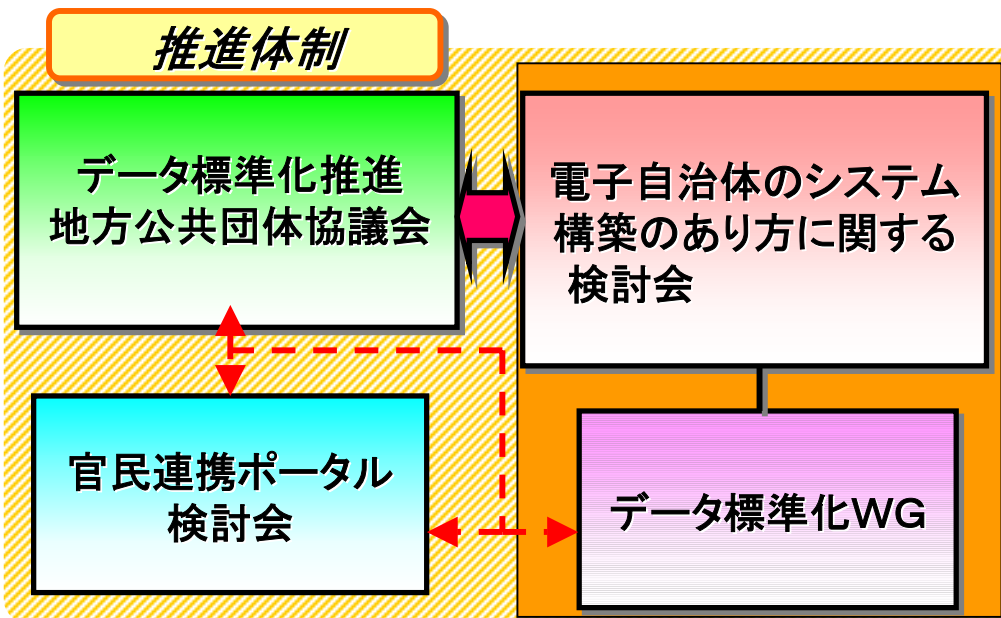 推進体制
データ標準化推進
地方公共団体協議会
電子自治体のシステム
構築のあり方に関する
検討会
官民連携ポータル
検討会
データ標準化ＷＧ